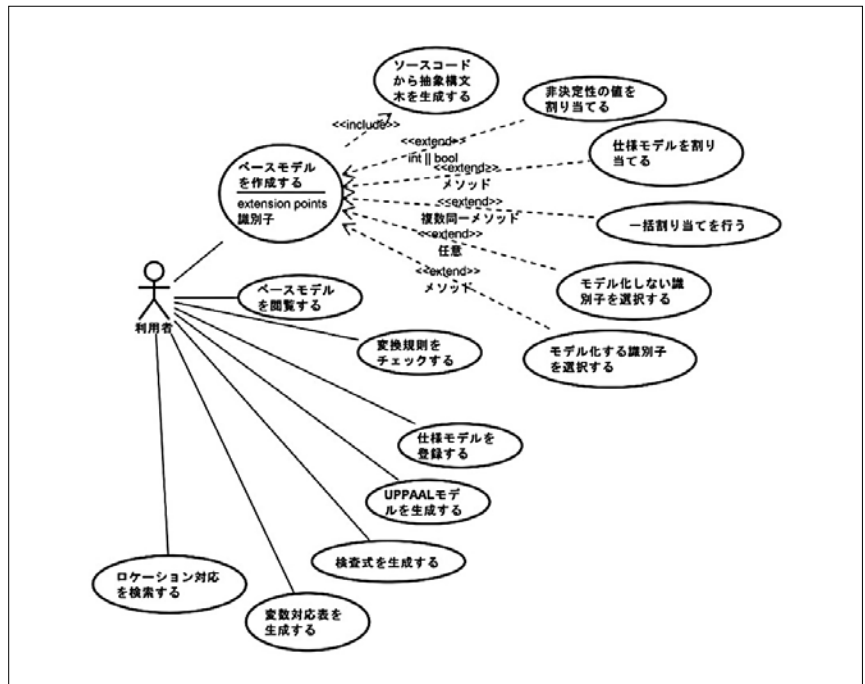 ソースコード
から抽象構文
木を生成する
非決定性の値を
割り当てる
<<include>>
<<extend>>
int || bool
仕様モデルを割り
当てる
ベースモデル
を作成する
extension points
識別子
<<extend>>
メソッド
<<extend>>
複数同一メソッド
一括割り当てを行う
<<extend>>
任意
モデル化しない識
別子を選択する
<<extend>>
メソッド
利用者
ベースモデル
を閲覧する
変換規則を
チェックする
モデル化する識別子
を選択する
仕様モデルを
登録する
UPPAALモデ
ルを生成する
検査式を生成する
ロケーション対応
を検索する
変数対応表を
生成する